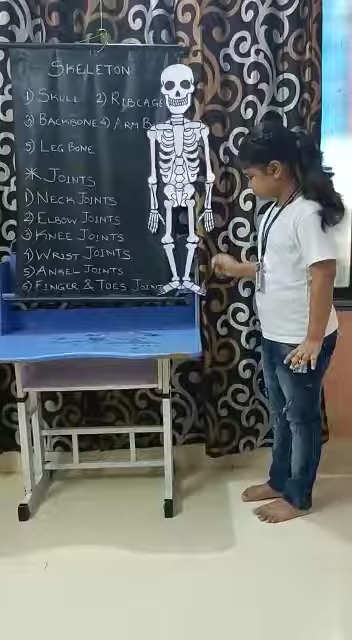 SKELETON
1) SKULL 2) RIBCAGE
3) BACKBONE 4) ARM B
5) LEG BONE
* JOINTS
1) NECK JOINTS
2) ELBOW JOINTS
3) KNEE JOINTS
4) WRIST JOINTS
5) ANKEL JOINTS
6) FINGER & TOES JOINT